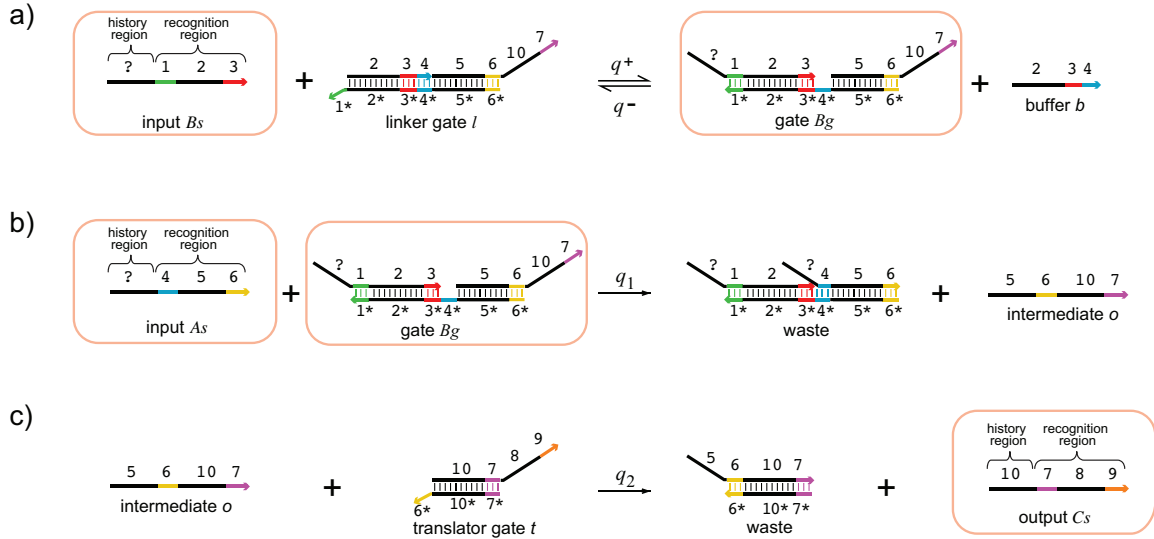 a)
history region
recognition region
? 1 2 3
input Bs
+
2 3 4 5 6 10 7
1* 2* 3* 4* 5* 6*
linker gate l
q+
q-
? 1 2 3 5 6 10 7
1* 2* 3* 4* 5* 6*
gate Bg
+
2 3 4
buffer b
b)
history region
recognition region
? 4 5 6
input As
+
? 1 2 3 5 6 10 7
1* 2* 3* 4* 5* 6*
gate Bg
q1
? 1 2 ? 4 5 6
1* 2* 3* 4* 5* 6*
waste
+
5 6 10 7
intermediate o
c)
5 6 10 7
intermediate o
+
10 7 8 9
6* 10* 7*
translator gate t
q2
5 6 10 7
6* 10* 7*
waste
+
history region
recognition region
10 7 8 9
output Cs